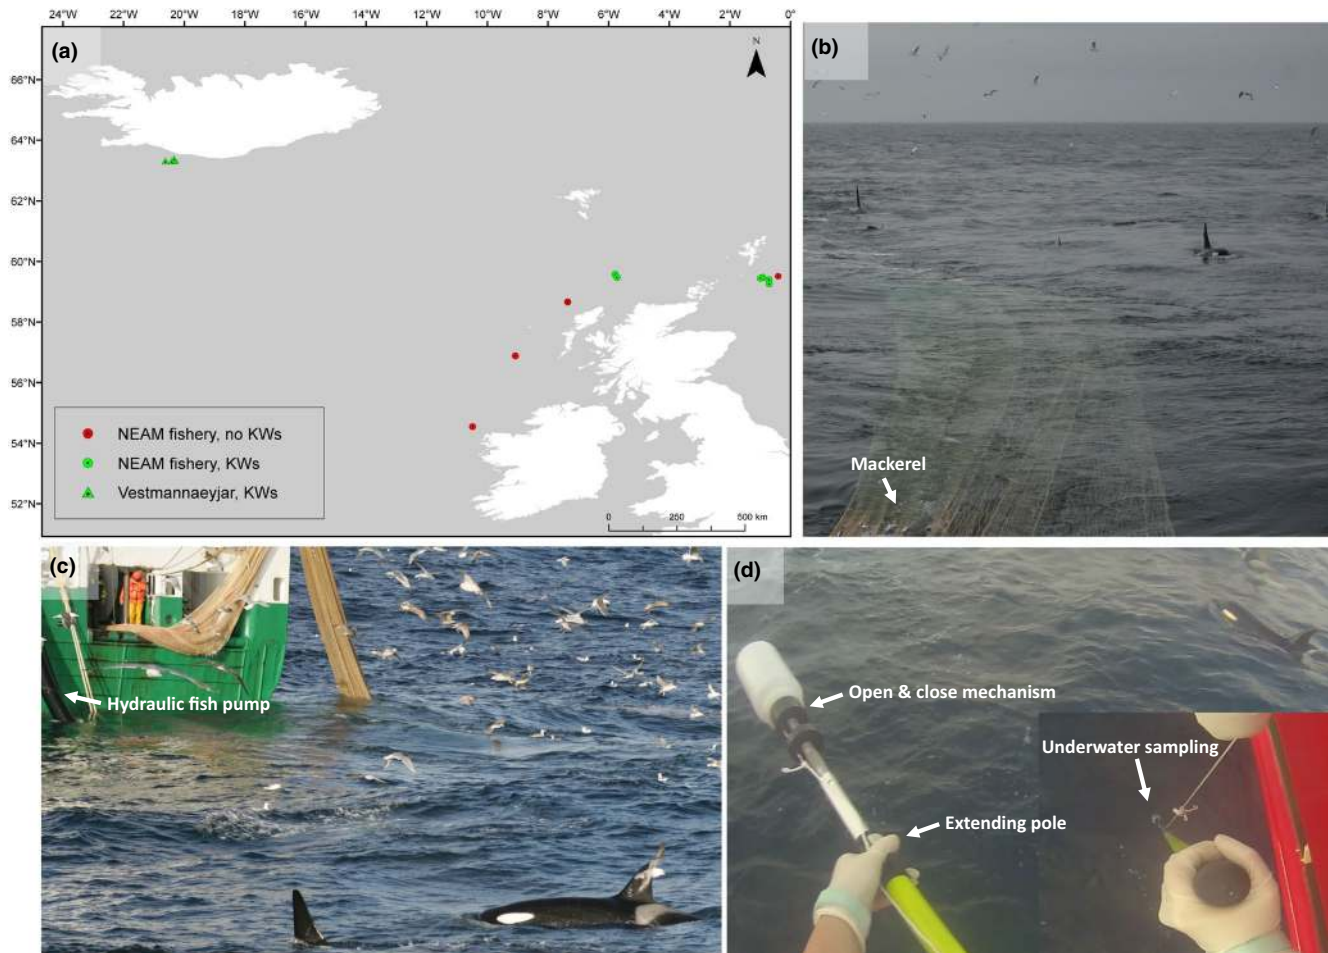 24°W 22°W 20°W 18°W 16°W 14°W 12°W 10°W 8°W 6°W 4°W 2°W 0°
(a)
N
66°N
64°N
62°N
60°N
58°N
56°N
54°N
52°N
NEAM fishery, no KWs
NEAM fishery, KWs
Vestmannaeyjar, KWs
0 250 500 km
(b)
Mackerel
(c)
Hydraulic fish pump
(d)
Open & close mechanism
Extending pole
Underwater sampling